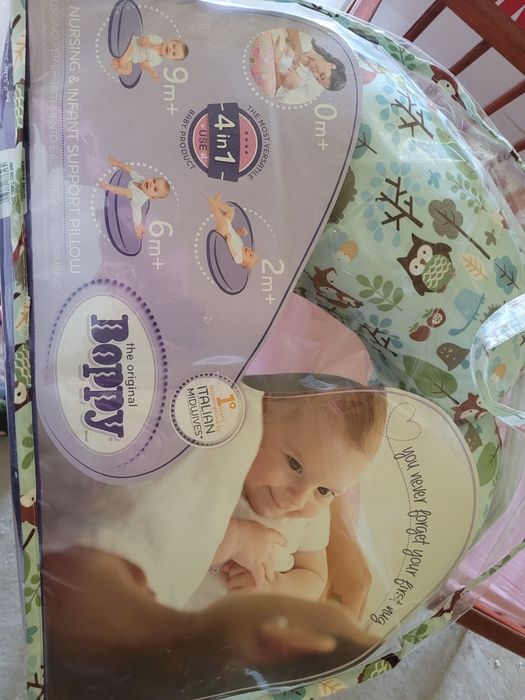 you never forget your first hug
0m+
THE MOST VERSATILE
4 in 1
USE
BABY PRODUCT
2m+
9m+
6m+
1°
ITALIAN
MIDWIVES*
the original
Boppy
NURSING & INFANT SUPPORT PILLOW